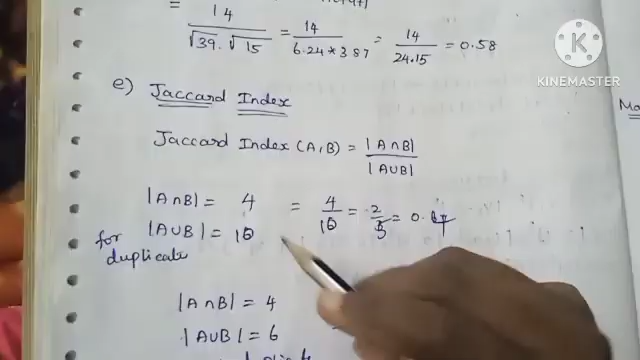 = 14 / √39 . √15 = 14 / 6.24 * 3.87 = 14 / 24.15 = 0.58
KINEMASTER
e) Jaccard Index
Jaccard Index (A,B) = |A∩B| / |A∪B|
|A∩B| = 4 = 4/10 = 2/5 = 0.4
|A∪B| = 10
for duplicate
|A∩B| = 4
|A∪B| = 6